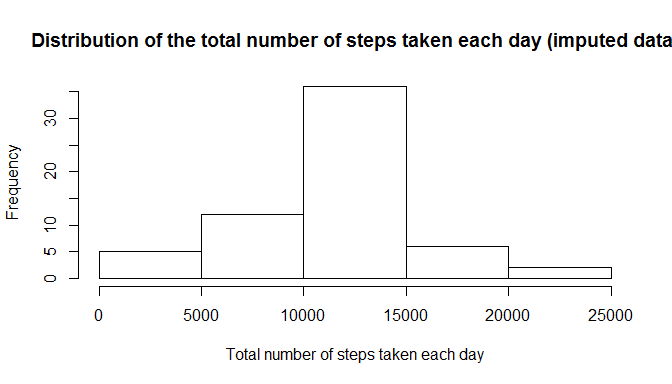 Distribution of the total number of steps taken each day (imputed data
Frequency
30
20
10
5
0
0 5000 10000 15000 20000 25000
Total number of steps taken each day